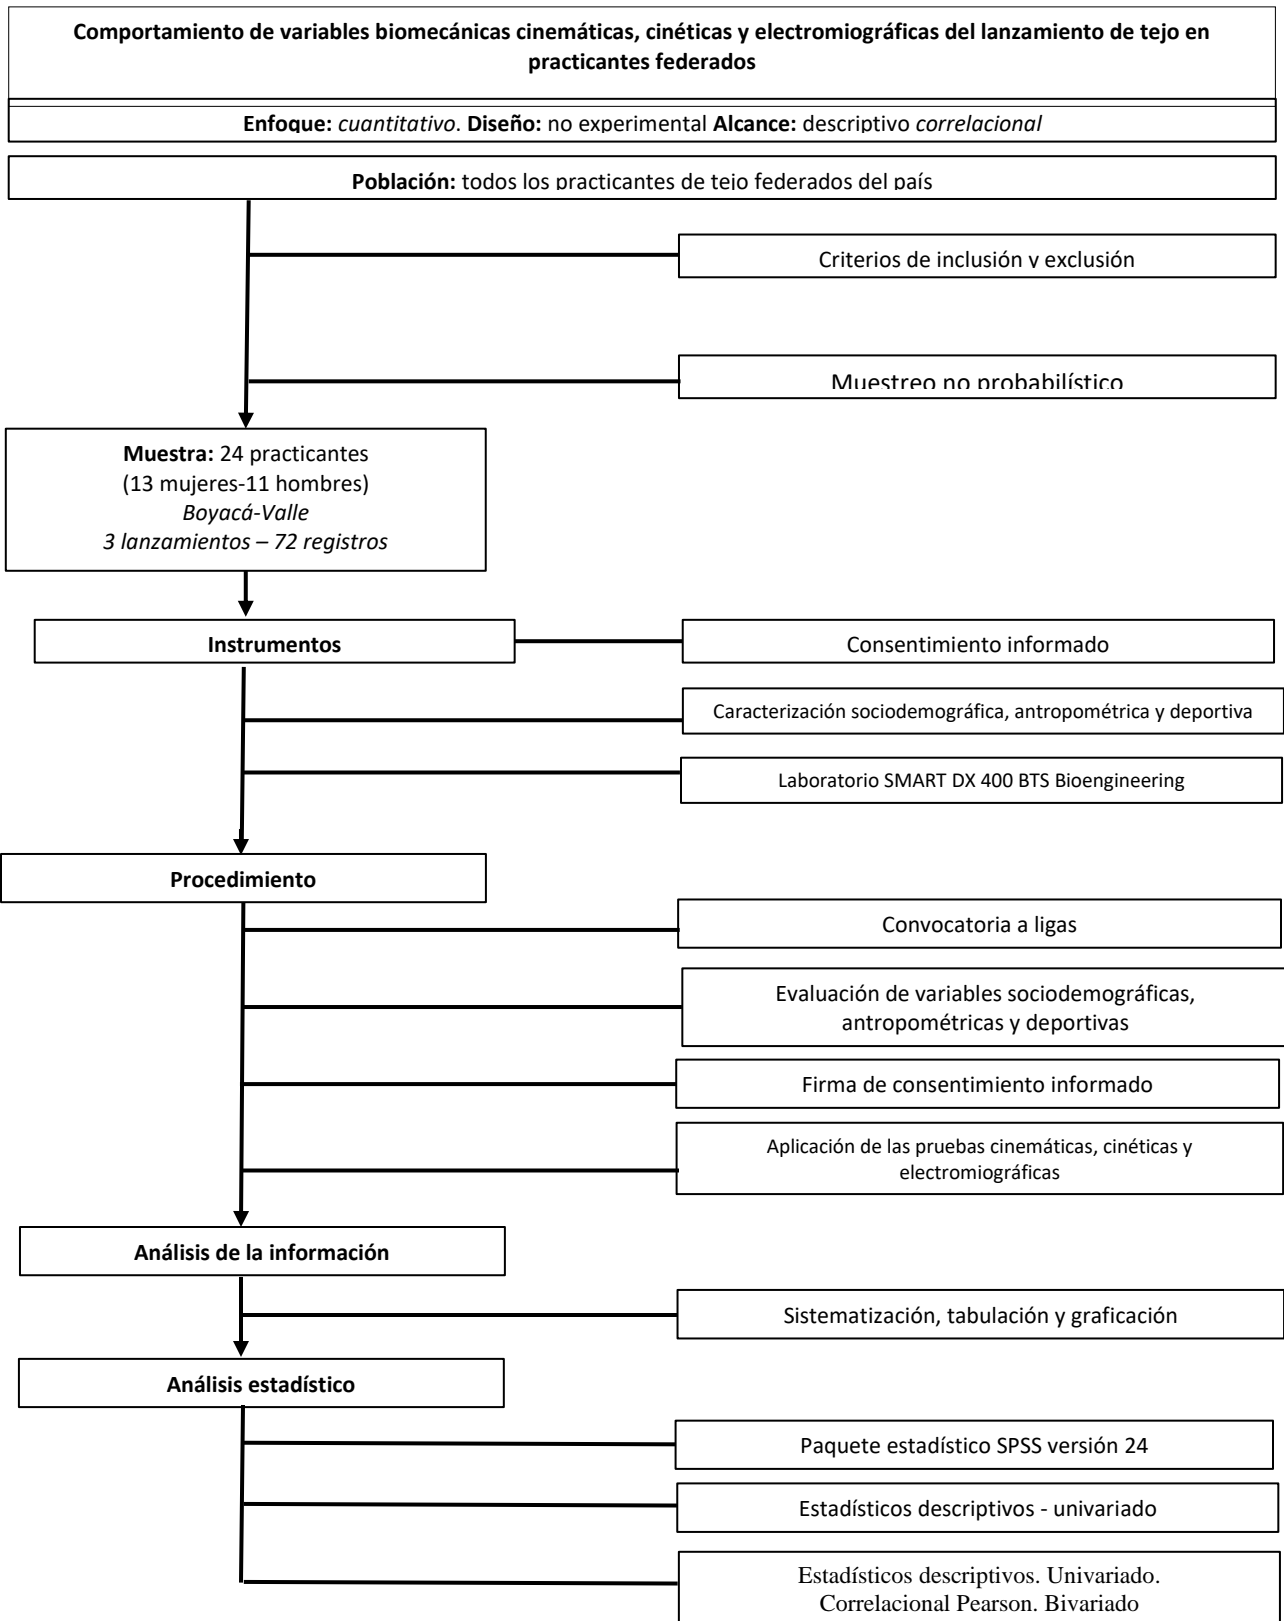 Comportamiento de variables biomecánicas cinemáticas, cinéticas y electromiográficas del lanzamiento de tejo en
practicantes federados
Enfoque: cuantitativo. Diseño: no experimental Alcance: descriptivo correlacional
Población: todos los practicantes de tejo federados del país
Criterios de inclusión y exclusión
Muestreo no probabilístico
Muestra: 24 practicantes
(13 mujeres-11 hombres)
Boyacá-Valle
3 lanzamientos – 72 registros
Instrumentos
Consentimiento informado
Caracterización sociodemográfica, antropométrica y deportiva
Laboratorio SMART DX 400 BTS Bioengineering
Procedimiento
Convocatoria a ligas
Evaluación de variables sociodemográficas,
antropométricas y deportivas
Firma de consentimiento informado
Aplicación de las pruebas cinemáticas, cinéticas y
electromiográficas
Análisis de la información
Sistematización, tabulación y graficación
Análisis estadístico
Paquete estadístico SPSS versión 24
Estadísticos descriptivos - univariado
Estadísticos descriptivos. Univariado.
Correlacional Pearson. Bivariado